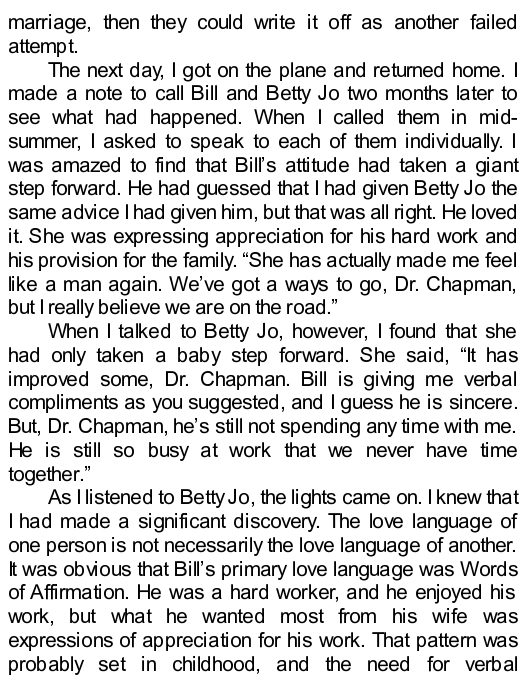 marriage, then they could write it off as another failed
attempt.
The next day, I got on the plane and returned home. I
made a note to call Bill and Betty Jo two months later to
see what had happened. When I called them in mid-
summer, I asked to speak to each of them individually. I
was amazed to find that Bill’s attitude had taken a giant
step forward. He had guessed that I had given Betty Jo the
same advice I had given him, but that was all right. He loved
it. She was expressing appreciation for his hard work and
his provision for the family. “She has actually made me feel
like a man again. We’ve got a ways to go, Dr. Chapman,
but I really believe we are on the road.”
When I talked to Betty Jo, however, I found that she
had only taken a baby step forward. She said, “It has
improved some, Dr. Chapman. Bill is giving me verbal
compliments as you suggested, and I guess he is sincere.
But, Dr. Chapman, he’s still not spending any time with me.
He is still so busy at work that we never have time
together.”
As I listened to Betty Jo, the lights came on. I knew that
I had made a significant discovery. The love language of
one person is not necessarily the love language of another.
It was obvious that Bill’s primary love language was Words
of Affirmation. He was a hard worker, and he enjoyed his
work, but what he wanted most from his wife was
expressions of appreciation for his work. That pattern was
probably set in childhood, and the need for verbal